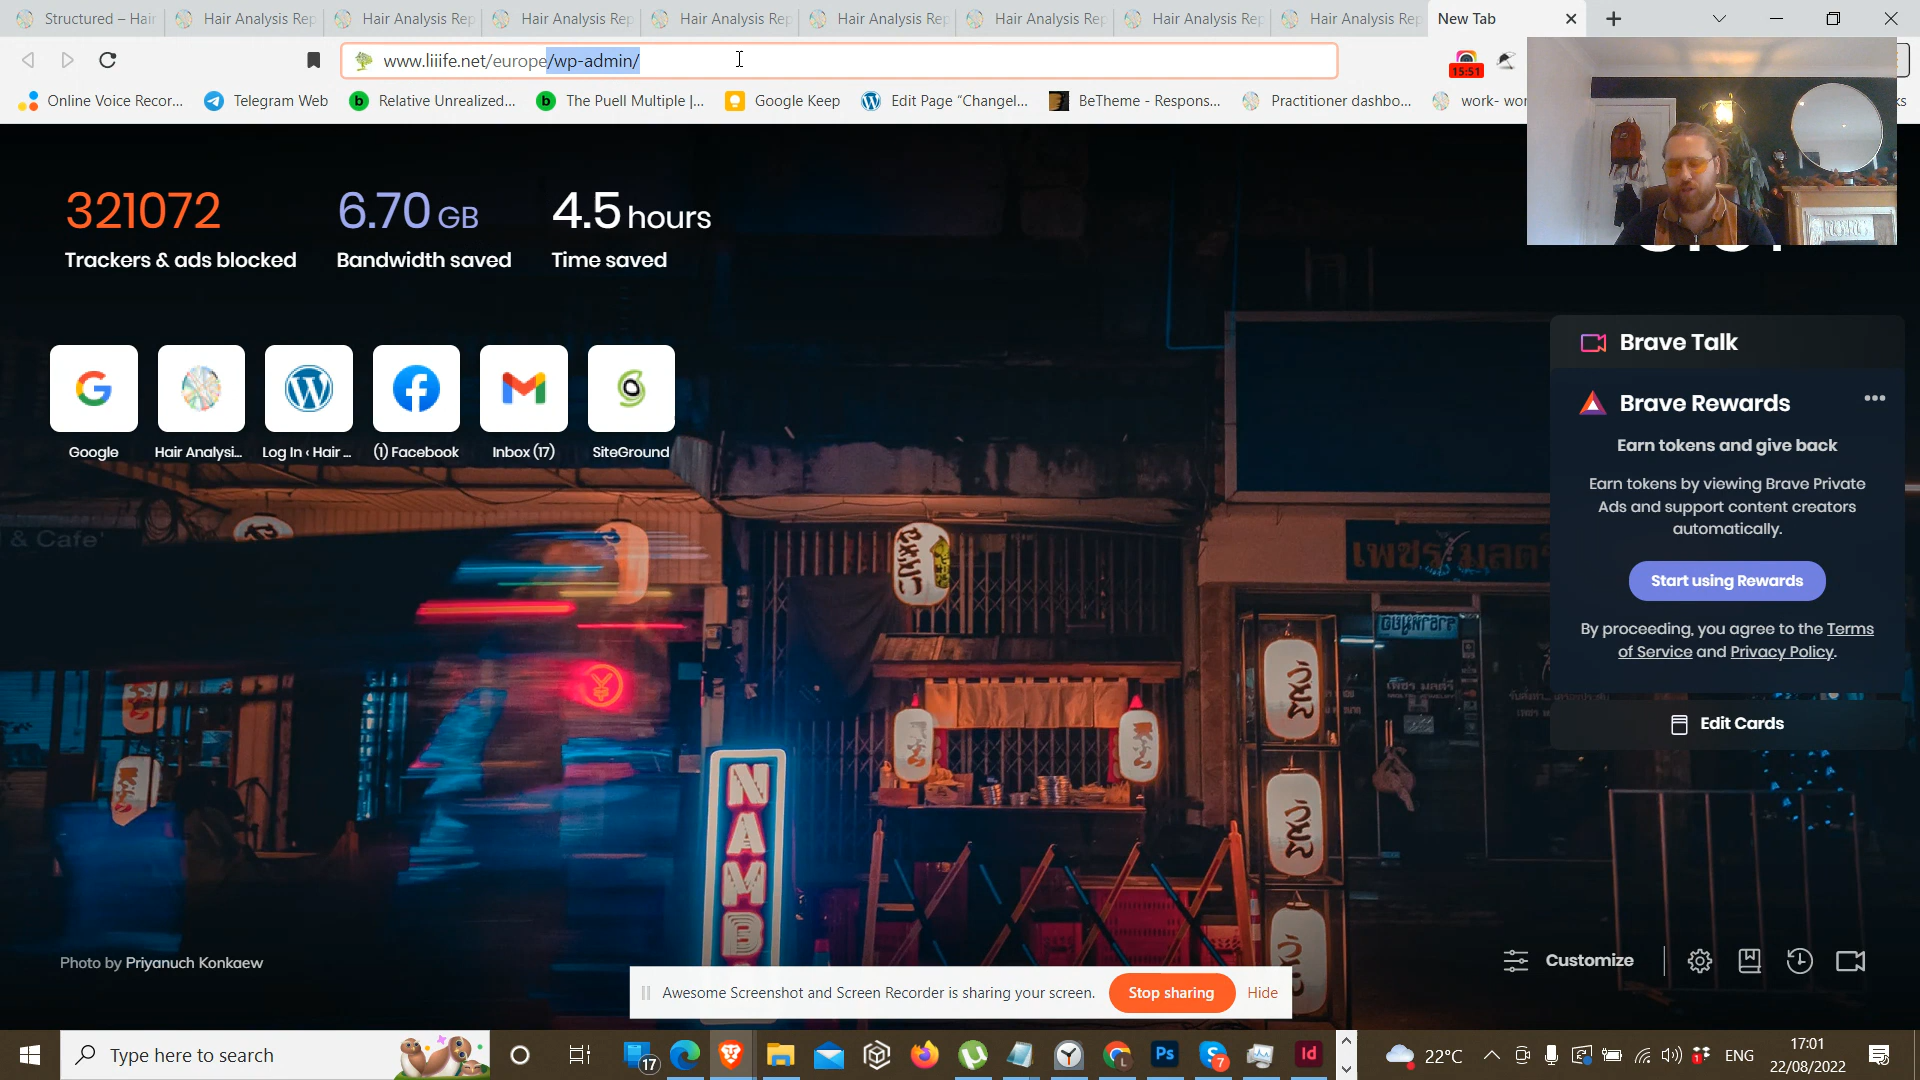 Structured – Hair
Hair Analysis Rep
Hair Analysis Rep
Hair Analysis Rep
Hair Analysis Rep
Hair Analysis Rep
Hair Analysis Rep
Hair Analysis Rep
Hair Analysis Rep
New Tab
www.liiife.net/europe/wp-admin/
15:51
Online Voice Recor...
Telegram Web
Relative Unrealized...
The Puell Multiple |...
Google Keep
Edit Page “Changel...
BeTheme - Respons...
Practitioner dashbo...
work- wor
321072
Trackers & ads blocked
6.70 GB
Bandwidth saved
4.5 hours
Time saved
Google
Hair Analysi...
Log In ‹ Hair ...
(1) Facebook
Inbox (17)
SiteGround
Brave Talk
Brave Rewards
Earn tokens and give back
Earn tokens by viewing Brave Private
Ads and support content creators
automatically.
Start using Rewards
By proceeding, you agree to the Terms
of Service and Privacy Policy.
Edit Cards
& Cafe'
NAMB
Photo by Priyanuch Konkaew
Customize
Awesome Screenshot and Screen Recorder is sharing your screen.
Stop sharing
Hide
Type here to search
17
7
22°C
ENG
17:01
22/08/2022